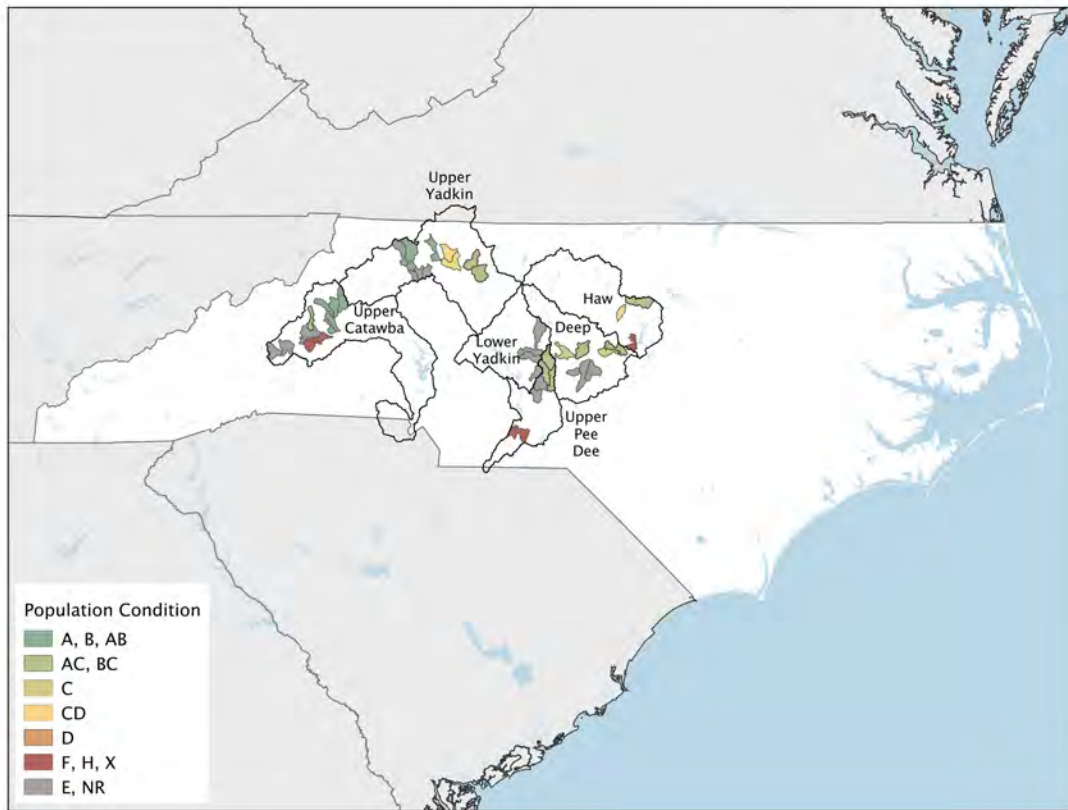 Upper
Yadkin
Haw
Upper
Catawba
Deep
Lower
Yadkin
Upper
Pee
Dee
Population Condition
A, B, AB
AC, BC
C
CD
D
F, H, X
E, NR